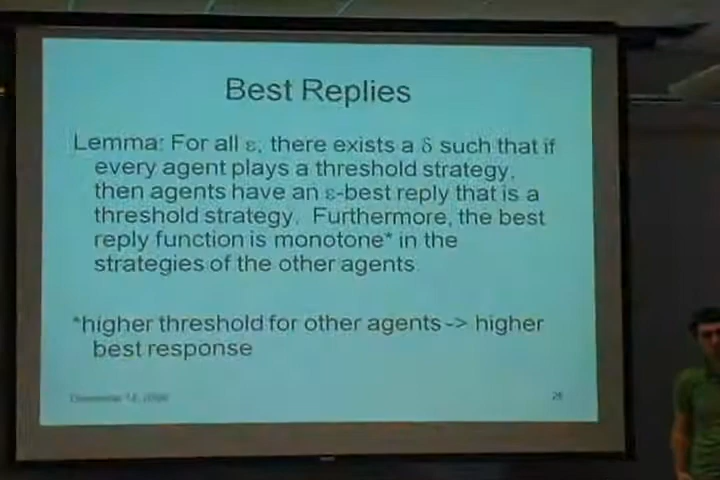 Best Replies
Lemma: For all ε, there exists a δ such that if
every agent plays a threshold strategy,
then agents have an ε-best reply that is a
threshold strategy. Furthermore, the best
reply function is monotone* in the
strategies of the other agents
*higher threshold for other agents -> higher
best response